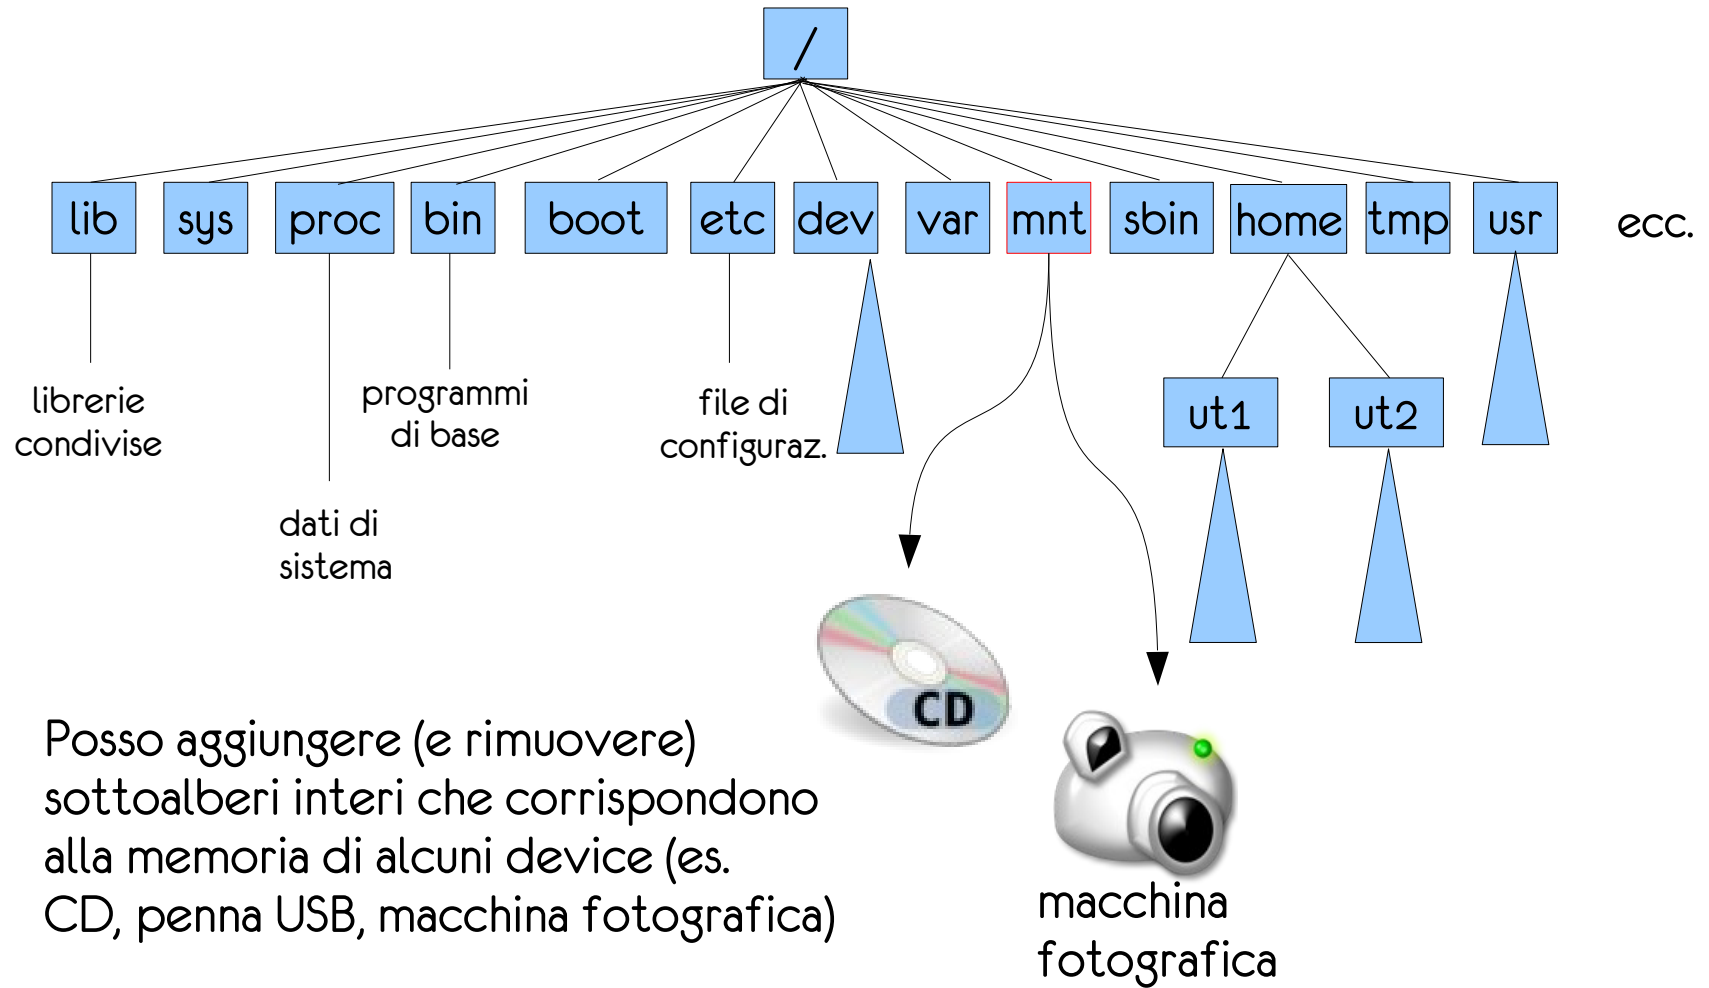 /
lib sys proc bin boot etc dev var mnt sbin home tmp usr ecc.
librerie
condivise
programmi
di base
file di
configuraz.
ut1 ut2
dati di
sistema
CD
Posso aggiungere (e rimuovere)
sottoalberi interi che corrispondono
alla memoria di alcuni device (es.
CD, penna USB, macchina fotografica)
macchina
fotografica